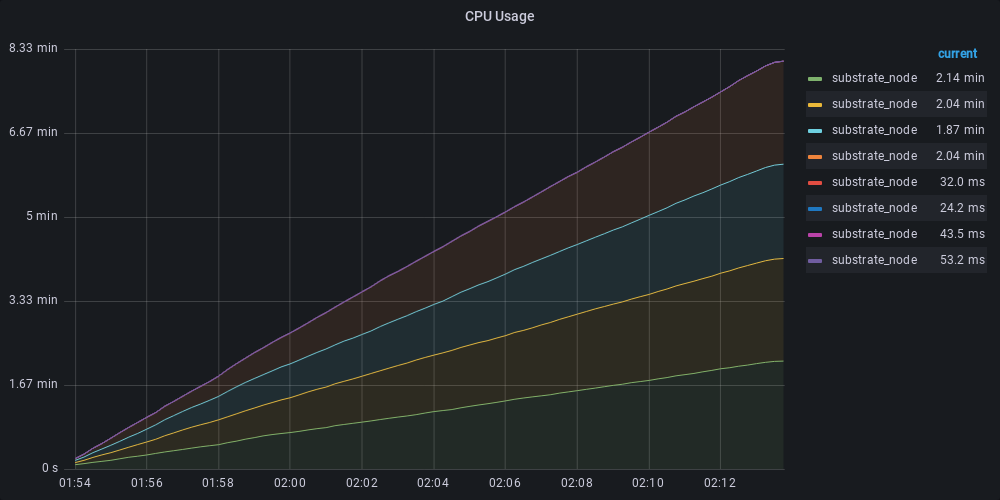 CPU Usage
8.33 min
6.67 min
5 min
3.33 min
1.67 min
0 s
01:54 01:56 01:58 02:00 02:02 02:04 02:06 02:08 02:10 02:12
current
substrate_node 2.14 min
substrate_node 2.04 min
substrate_node 1.87 min
substrate_node 2.04 min
substrate_node 32.0 ms
substrate_node 24.2 ms
substrate_node 43.5 ms
substrate_node 53.2 ms